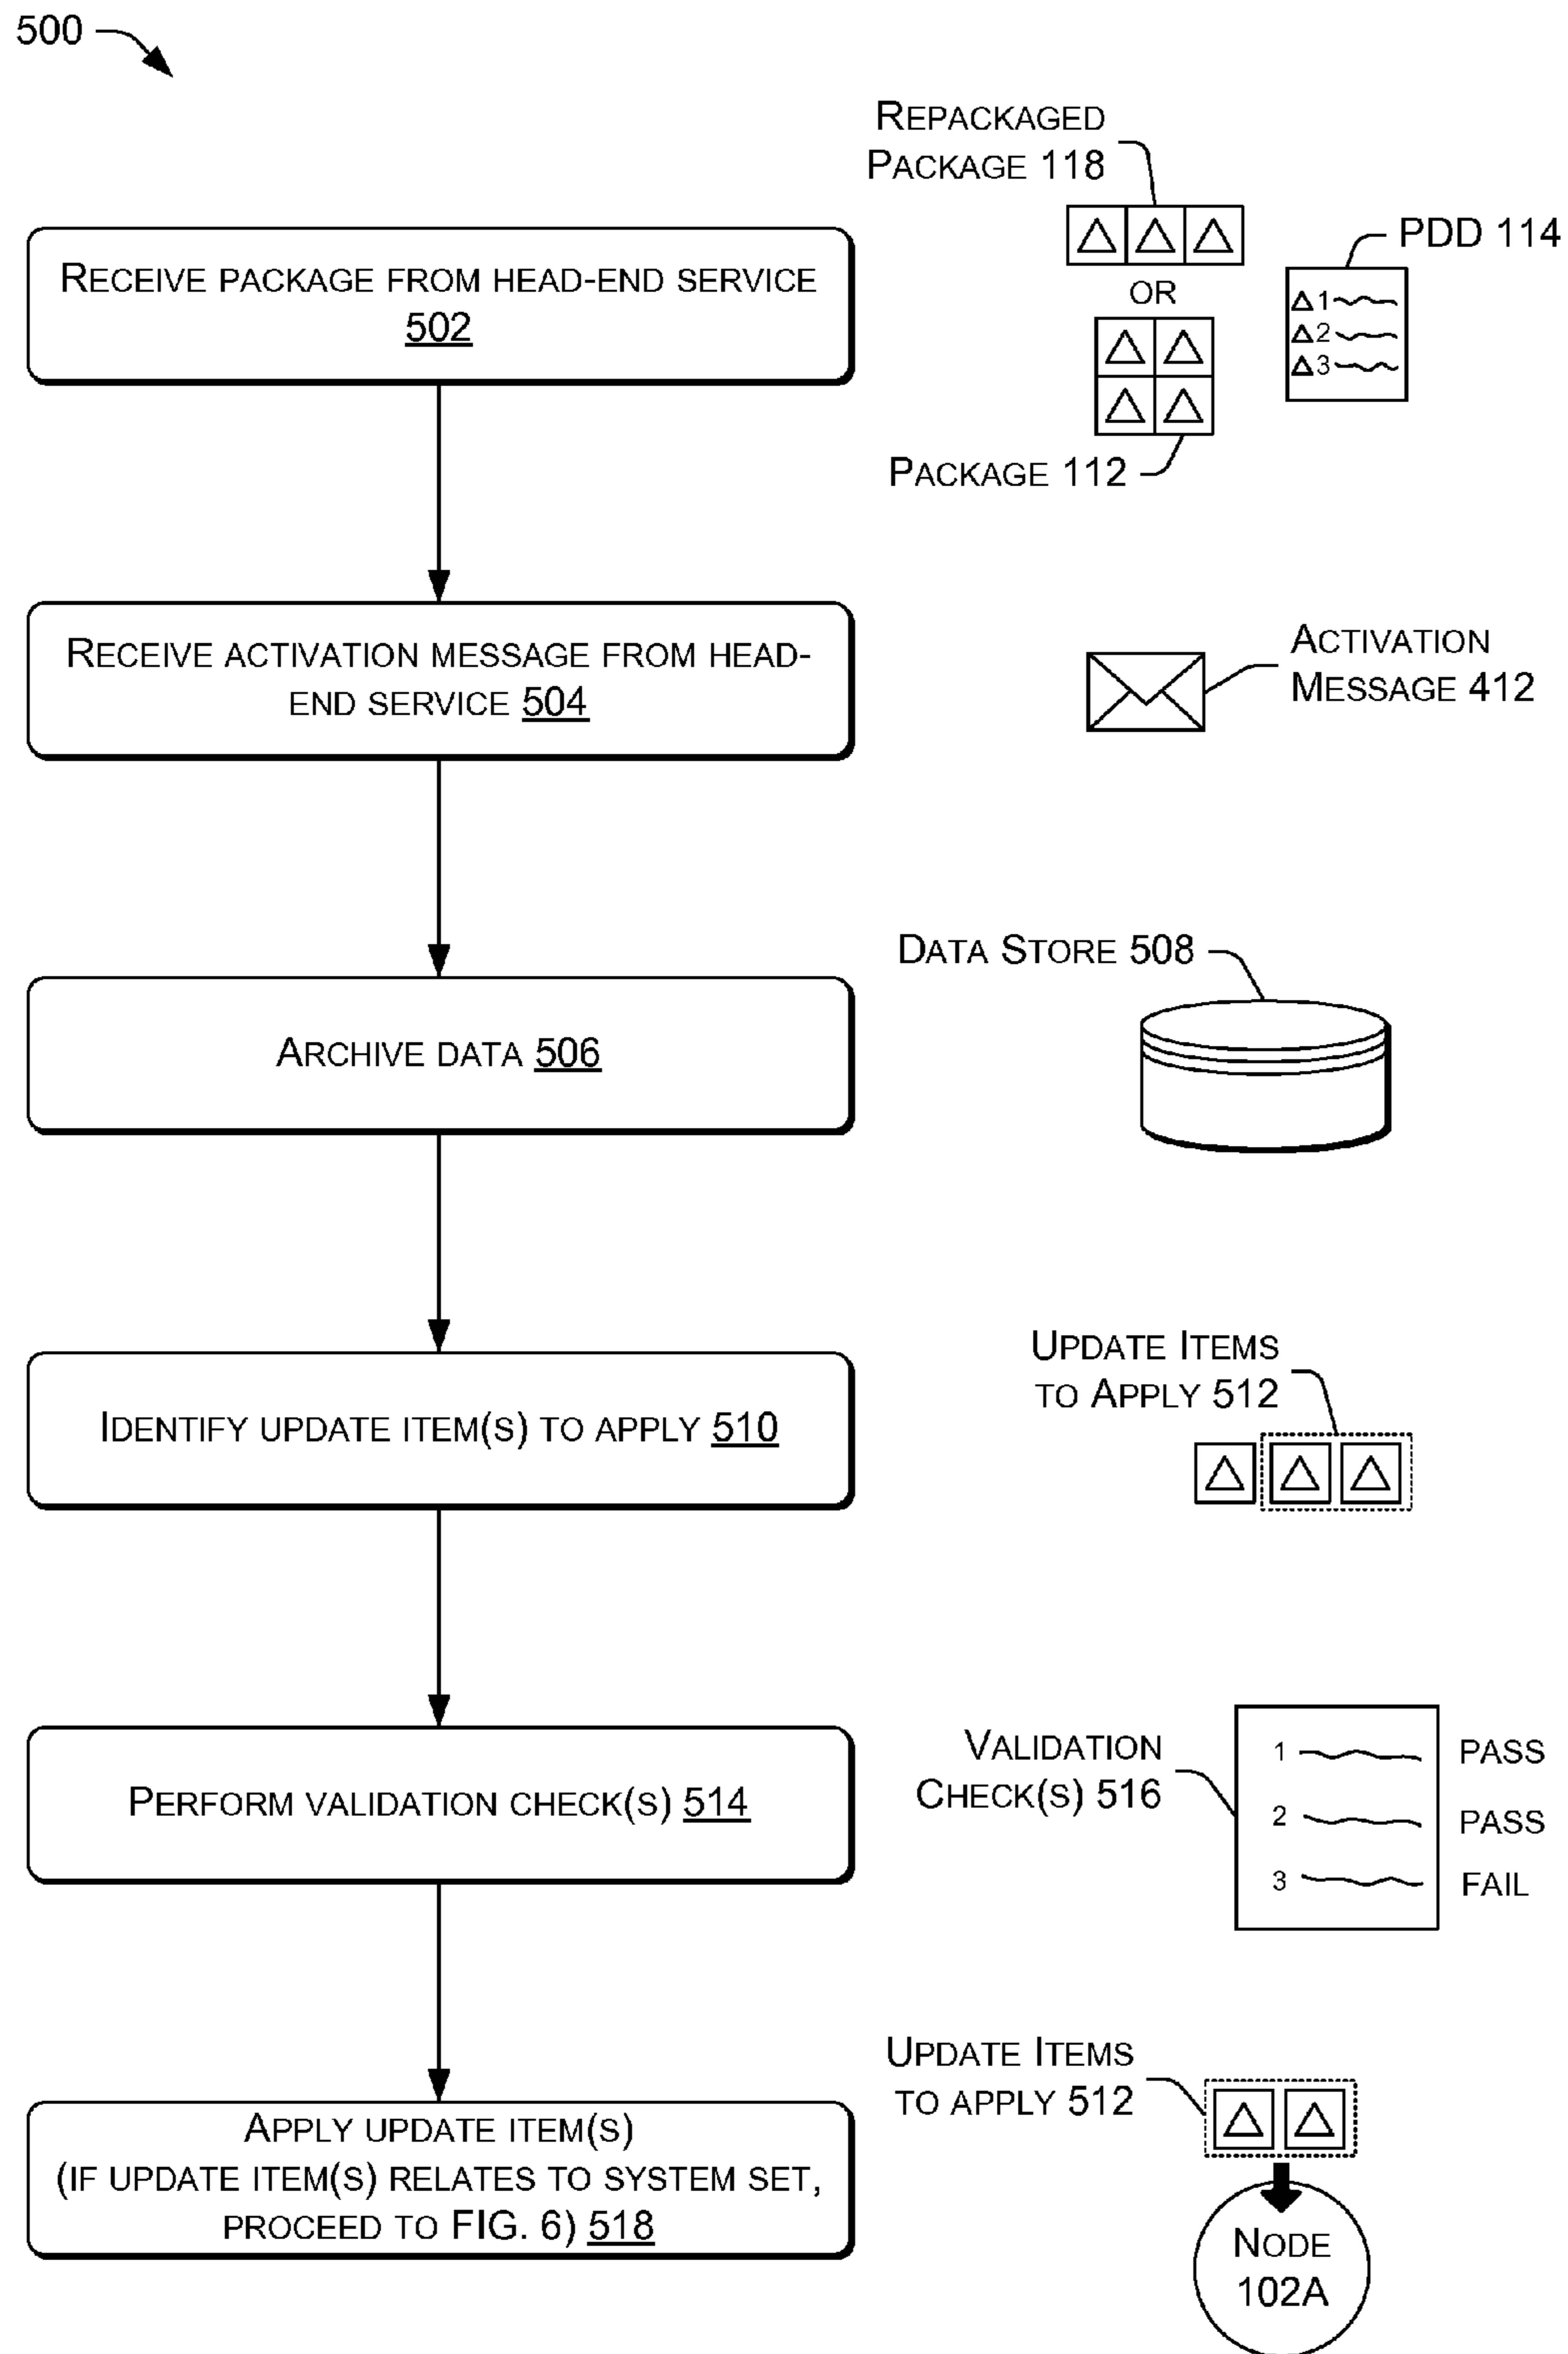 500
REPACKAGED
PACKAGE 118
PDD 114
RECEIVE PACKAGE FROM HEAD-END SERVICE
502
OR
1
2
3
PACKAGE 112
RECEIVE ACTIVATION MESSAGE FROM HEAD-
END SERVICE 504
ACTIVATION
MESSAGE 412
DATA STORE 508
ARCHIVE DATA 506
UPDATE ITEMS
TO APPLY 512
IDENTIFY UPDATE ITEM(S) TO APPLY 510
VALIDATION
CHECK(S) 516
1 PASS
2 PASS
3 FAIL
PERFORM VALIDATION CHECK(S) 514
UPDATE ITEMS
TO APPLY 512
APPLY UPDATE ITEM(S)
(IF UPDATE ITEM(S) RELATES TO SYSTEM SET,
PROCEED TO FIG. 6) 518
NODE
102A